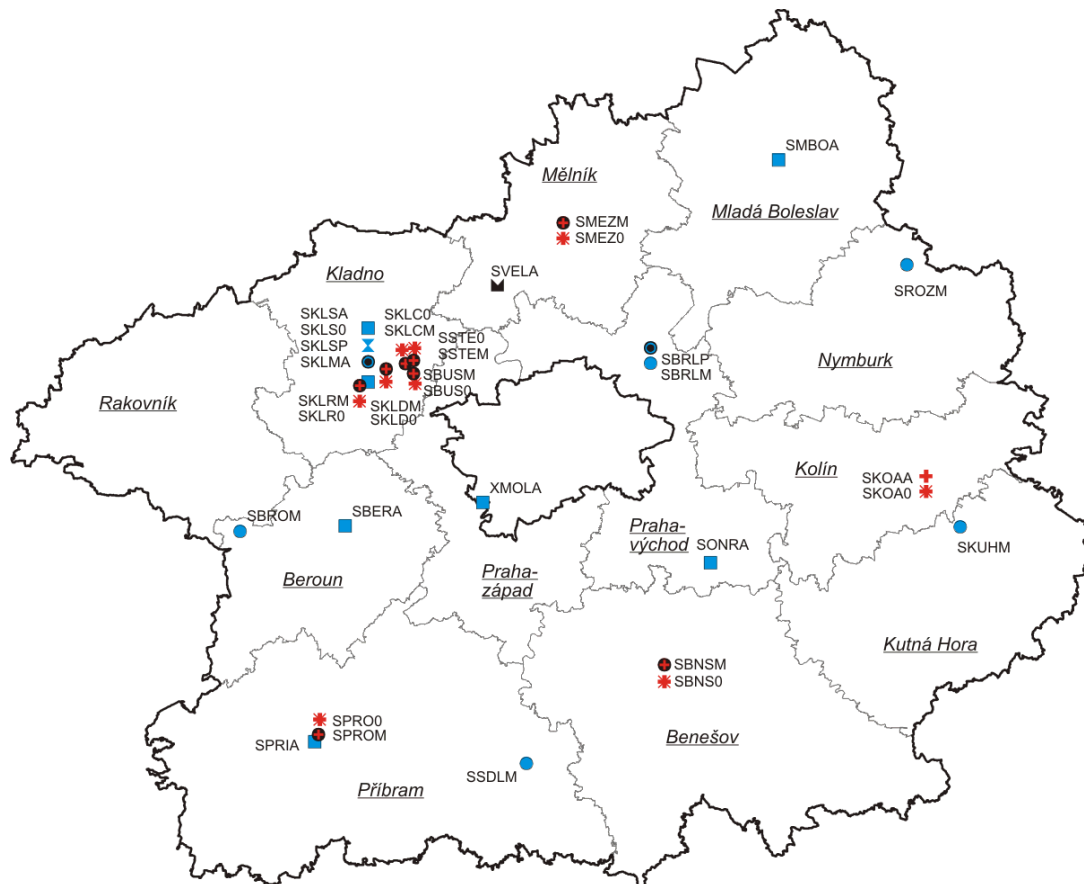 SMBOA
Mělník
Mladá Boleslav
SMEZM
SMEZ0
Kladno
SVELA
SROZM
SKLSA
SKLS0
SKLSP
SKLMA
SKLC0
SKLCM
SSTE0
SSTEM
SBUSM
SBUS0
SBRLP
SBRLM
Nymburk
Rakovník
SKLRM
SKLR0
SKLDM
SKLD0
Kolín
SKOAA
SKOA0
XMOLA
SBROM
SBERA
Praha-
východ
SONRA
SKUHM
Beroun
Praha-
západ
Kutná Hora
SBNSM
SBNS0
SPRO0
SPROM
SPRIA
Benešov
SSDLM
Příbram